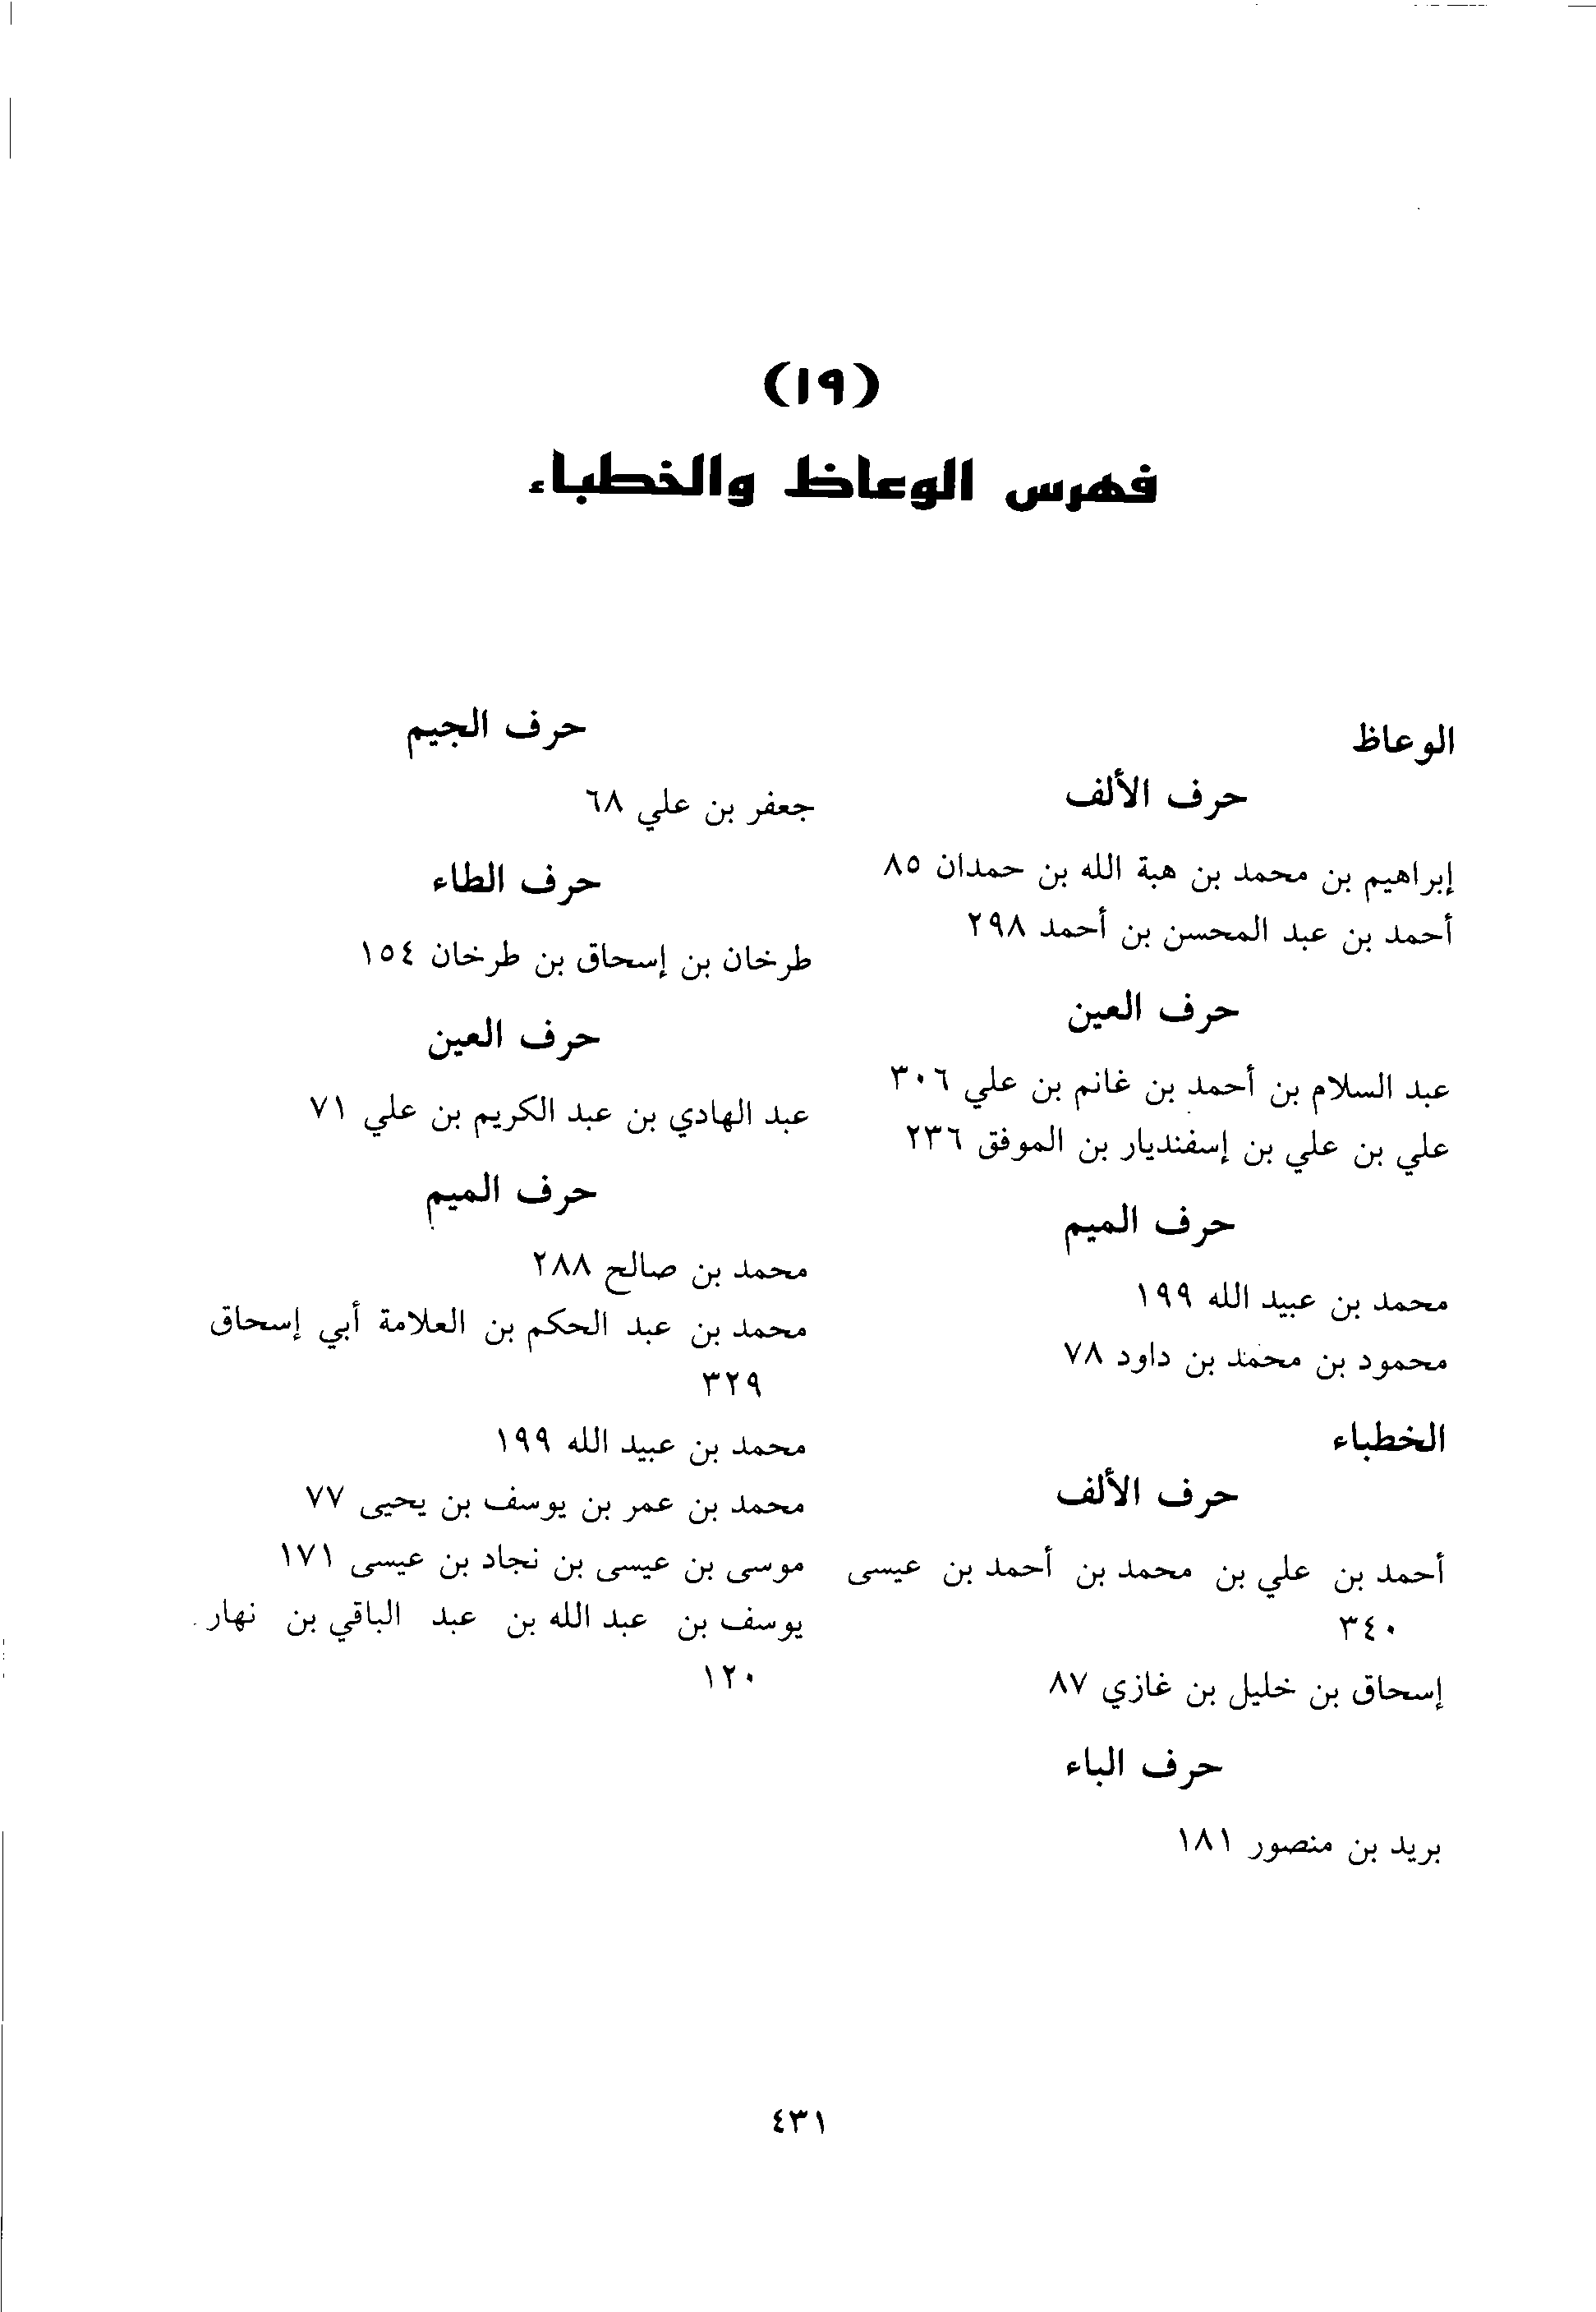 (١٩)
فهرس الوعاظ والخطباء
الوعاظ
حرف الألف
إبراهيم بن محمد بن هبة الله بن حمدان ٨٥
أحمد بن عبد المحسن بن أحمد ٢٩٨
حرف العين
عبد السلام بن أحمد بن غانم بن علي ٣٠٦
علي بن علي بن إسفنديار بن الموفق ٢٣٦
حرف الميم
محمد بن عبيد الله ١٩٩
محمود بن محمد بن داود ٧٨
الخطباء
حرف الألف
أحمد بن علي بن محمد بن أحمد بن عيسى
٣٤٠
إسحاق بن خليل بن غازي ٨٧
حرف الباء
بريد بن منصور ١٨١
حرف الجيم
جعفر بن علي ٦٨
حرف الطاء
طرخان بن إسحاق بن طرخان ١٥٤
حرف العين
عبد الهادي بن عبد الكريم بن علي ٧١
حرف الميم
محمد بن صالح ٢٨٨
محمد بن عبد الحكم بن العلامة أبي إسحاق
٣٢٩
محمد بن عبيد الله ١٩٩
محمد بن عمر بن يوسف بن يحيى ٧٧
موسى بن عيسى بن نجاد بن عيسى ١٧١
يوسف بن عبد الله بن عبد الباقي بن نهار
١٢٠
٤٣١